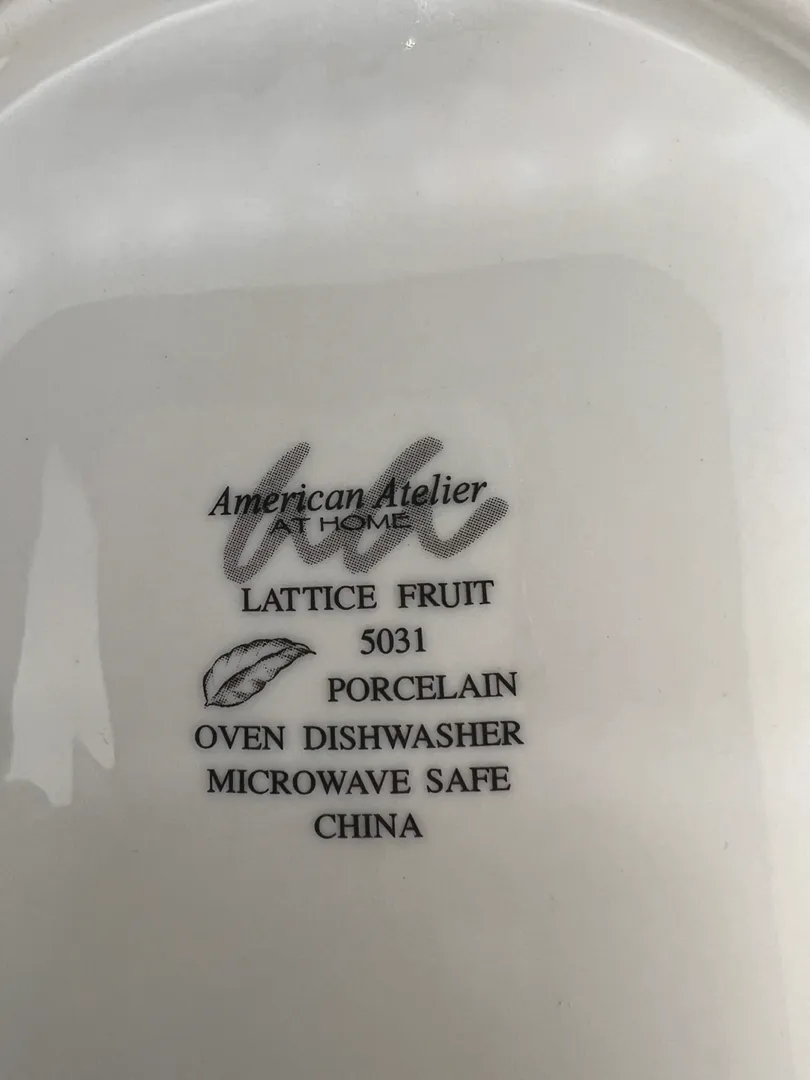 American Atelier
AT HOME
LATTICE FRUIT
5031
PORCELAIN
OVEN DISHWASHER
MICROWAVE SAFE
CHINA